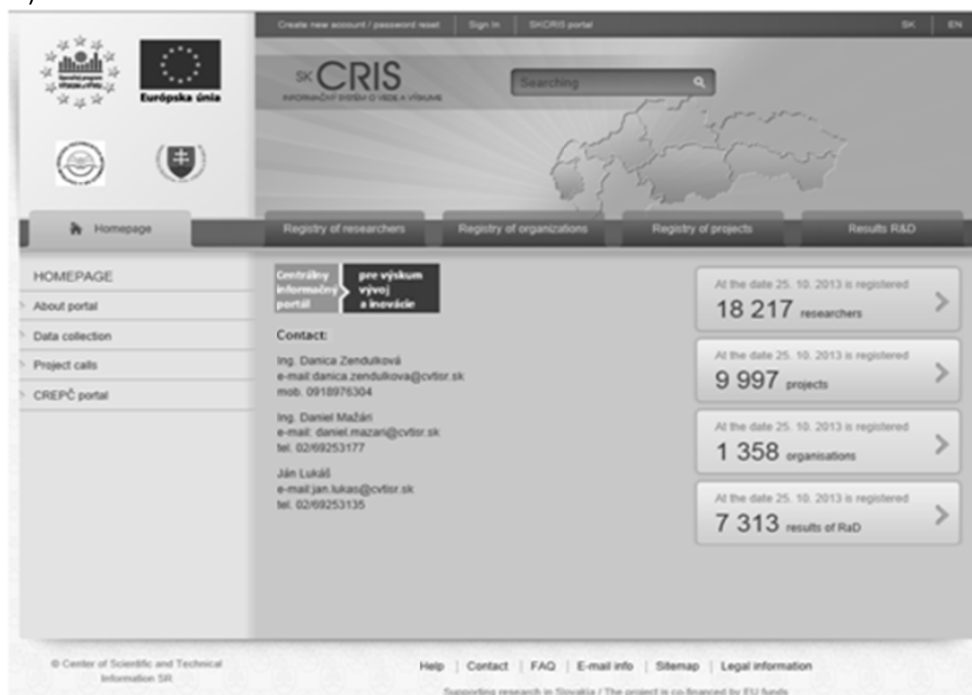 Create new account / password reset
Sign In
SKCRIS portal
SK
EN
Európska únia
SK CRIS
INFORMAČNÝ SYSTÉM O VEDE A VÝSKUME
Searching
Homepage
Registry of researchers
Registry of organizations
Registry of projects
Results R&D
HOMEPAGE
About portal
Data collection
Project calls
CREPČ portal
Centrálny
informačný
portál
pre výskum
vývoj
a inovácie
Contact:
Ing. Danica Zendulková
e-mail:danica.zendulkova@cvtisr.sk
mob. 0918976304
Ing. Daniel Mažári
e-mail: daniel.mazari@cvtisr.sk
tel. 02/69253177
Ján Lukáš
e-mail:jan.lukas@cvtisr.sk
tel. 02/69253135
At the date 25. 10. 2013 is registered
18 217 researchers
At the date 25. 10. 2013 is registered
9 997 projects
At the date 25. 10. 2013 is registered
1 358 organisations
At the date 25. 10. 2013 is registered
7 313 results of RaD
© Center of Scientific and Technical
Information SR
Help | Contact | FAQ | E-mail info | Sitemap | Legal information
Supporting research in Slovakia / The project is co-financed by EU funds